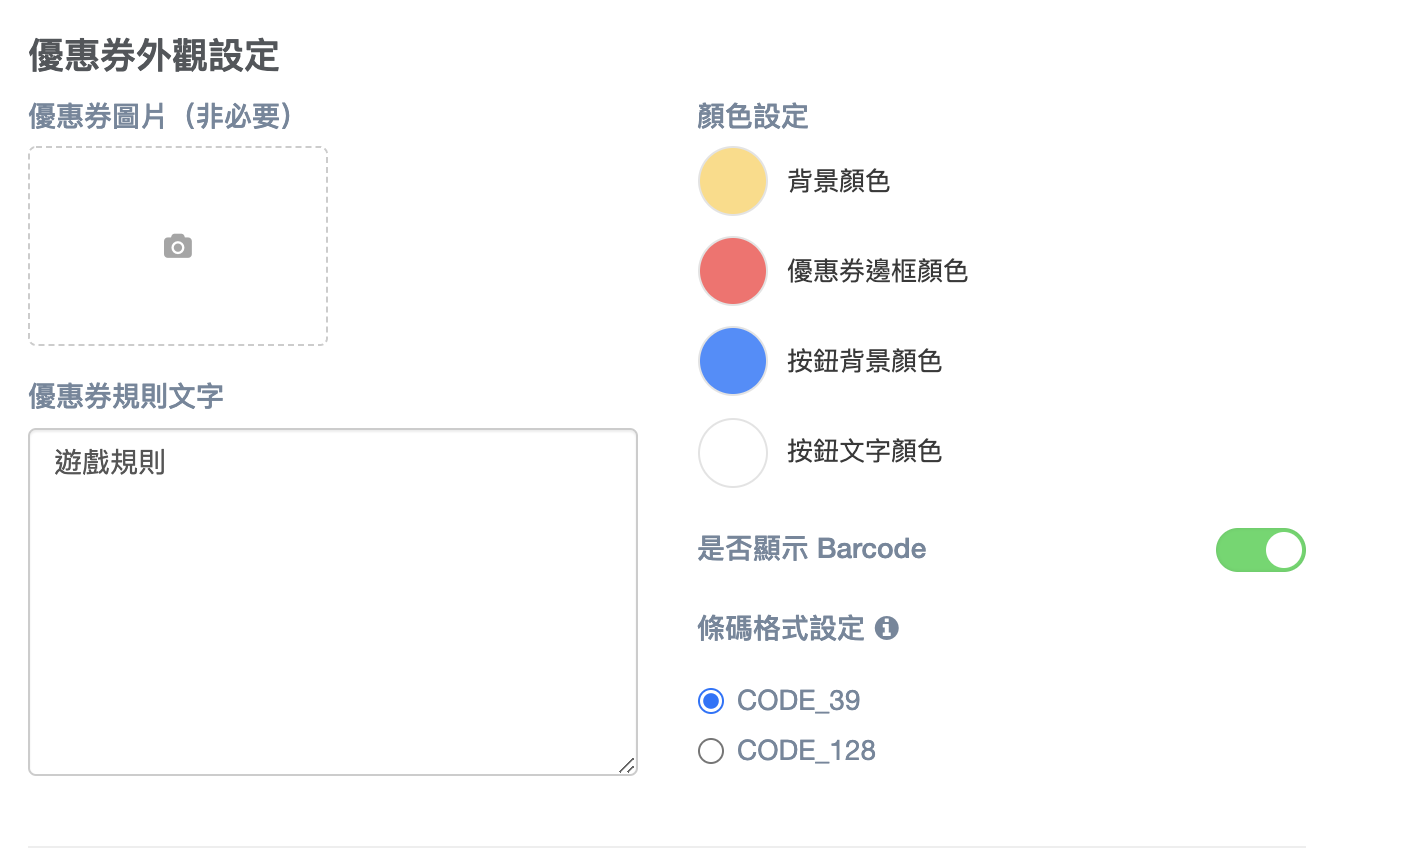 優惠券外觀設定
優惠券圖片（非必要）
優惠券規則文字
遊戲規則
顏色設定
背景顏色
優惠券邊框顏色
按鈕背景顏色
按鈕文字顏色
是否顯示 Barcode
條碼格式設定
CODE_39
CODE_128